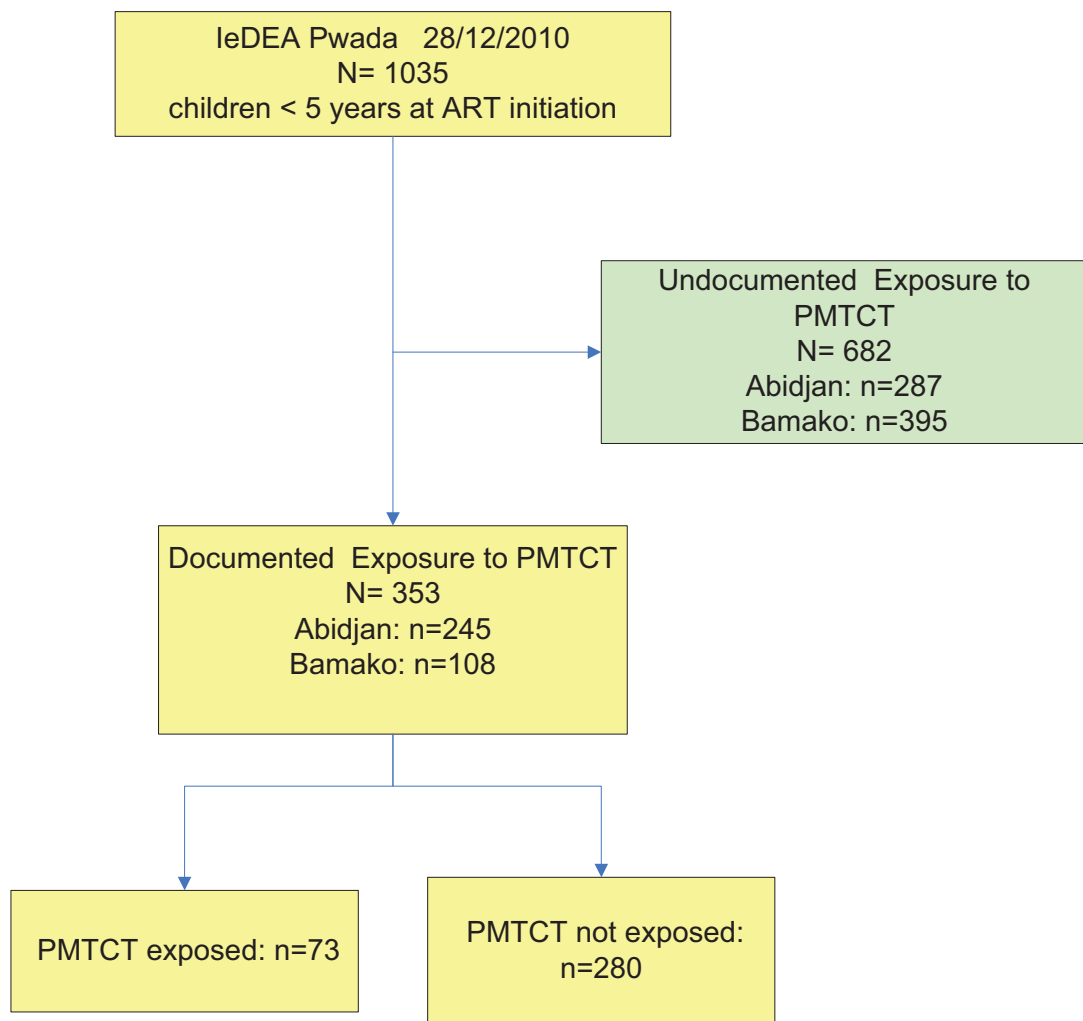 IeDEA Pwada 28/12/2010
N= 1035
children < 5 years at ART initiation
Undocumented Exposure to
PMTCT
N= 682
Abidjan: n=287
Bamako: n=395
Documented Exposure to PMTCT
N= 353
Abidjan: n=245
Bamako: n=108
PMTCT exposed: n=73
PMTCT not exposed:
n=280